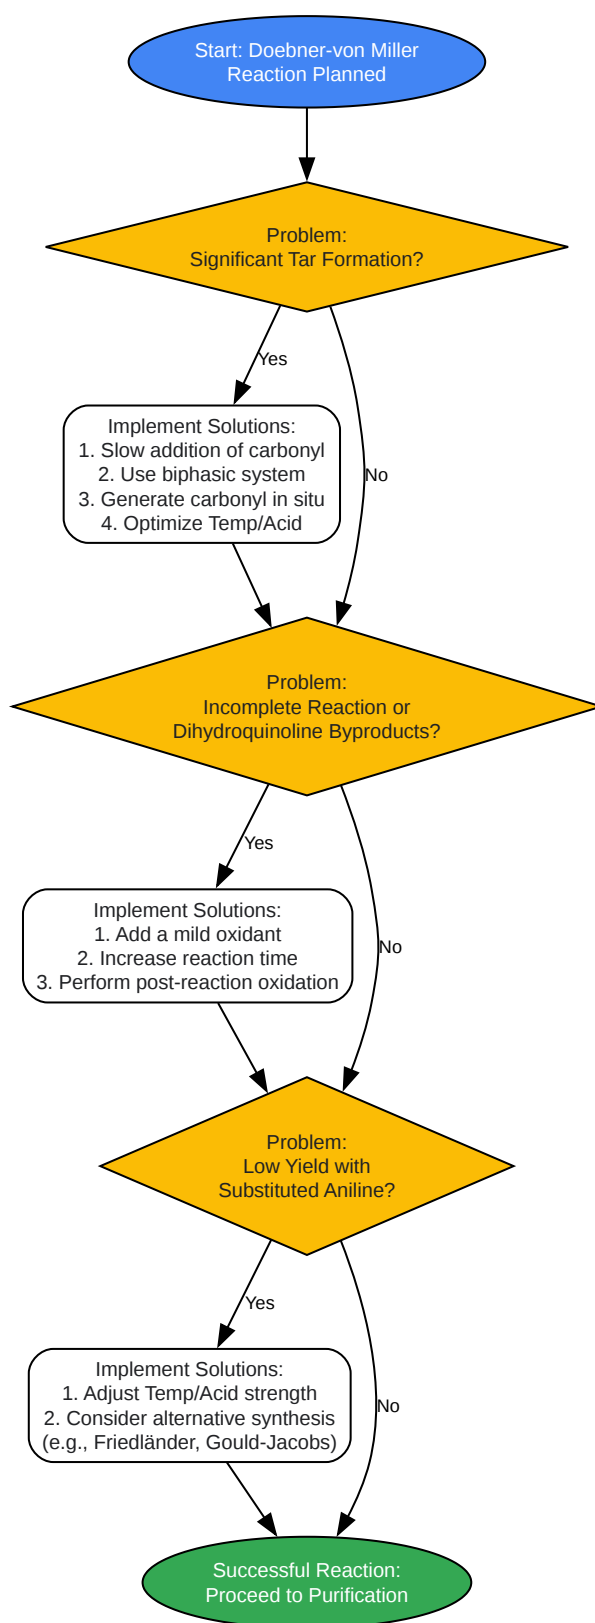 Start: Doebner-von Miller
Reaction Planned
Problem:
Significant Tar Formation?
Yes
Implement Solutions:
1. Slow addition of carbonyl
2. Use biphasic system
3. Generate carbonyl in situ
4. Optimize Temp/Acid
No
Problem:
Incomplete Reaction or
Dihydroquinoline Byproducts?
Yes
Implement Solutions:
1. Add a mild oxidant
2. Increase reaction time
3. Perform post-reaction oxidation
No
Problem:
Low Yield with
Substituted Aniline?
Yes
Implement Solutions:
1. Adjust Temp/Acid strength
2. Consider alternative synthesis
(e.g., Friedländer, Gould-Jacobs)
No
Successful Reaction:
Proceed to Purification